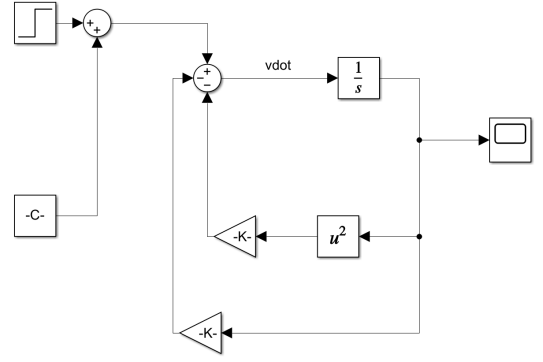 +
+
+
−
−
vdot
1
s
-C-
-K-
u²
-K-